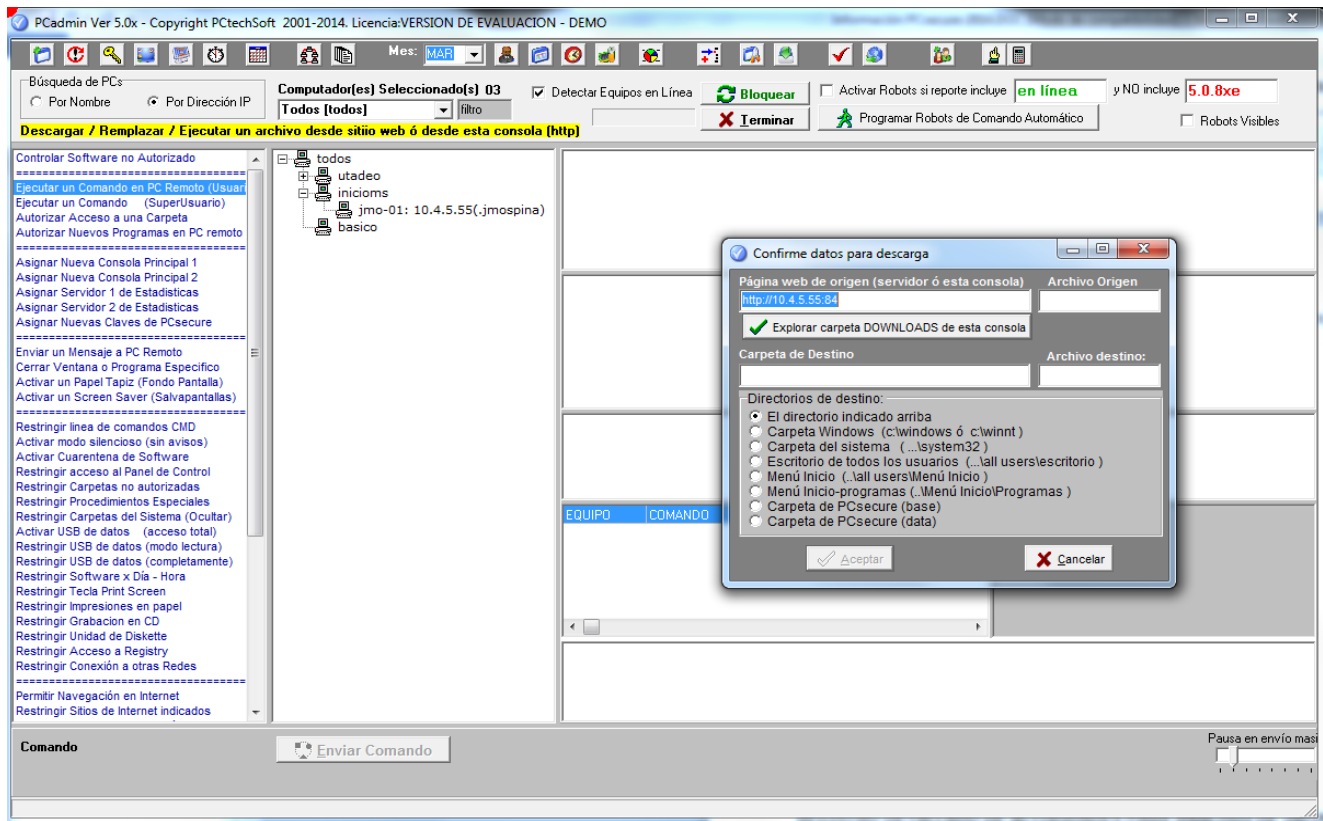 PCadmin Ver 5.0x - Copyright PCtechSoft 2001-2014. Licencia:VERSION DE EVALUACION - DEMO
Mes: MAR
Búsqueda de PCs
Por Nombre Por Dirección IP
Computador(es) Seleccionado(s) 03
Todos [todos] filtro
Detectar Equipos en Línea
Bloquear
Terminar
Activar Robots si reporte incluye en línea y NO incluye 5.0.8xe
Programar Robots de Comando Automático
Robots Visibles
Descargar / Remplazar / Ejecutar un archivo desde sitiio web ó desde esta consola (http)
Controlar Software no Autorizado
====================================
Ejecutar un Comando en PC Remoto (Usuari
Ejecutar un Comando (SuperUsuario)
Autorizar Acceso a una Carpeta
Autorizar Nuevos Programas en PC remoto
====================================
Asignar Nueva Consola Principal 1
Asignar Nueva Consola Principal 2
Asignar Servidor 1 de Estadisticas
Asignar Servidor 2 de Estadisticas
Asignar Nuevas Claves de PCsecure
====================================
Enviar un Mensaje a PC Remoto
Cerrar Ventana o Programa Especifico
Activar un Papel Tapiz (Fondo Pantalla)
Activar un Screen Saver (Salvapantallas)
====================================
Restringir linea de comandos CMD
Activar modo silencioso (sin avisos)
Activar Cuarentena de Software
Restringir acceso al Panel de Control
Restringir Carpetas no autorizadas
Restringir Procedimientos Especiales
Restringir Carpetas del Sistema (Ocultar)
Activar USB de datos (acceso total)
Restringir USB de datos (modo lectura)
Restringir USB de datos (completamente)
Restringir Software x Día - Hora
Restringir Tecla Print Screen
Restringir Impresiones en papel
Restringir Grabacion en CD
Restringir Unidad de Diskette
Restringir Acceso a Registry
Restringir Conexión a otras Redes
====================================
Permitir Navegación en Internet
Restringir Sitios de Internet indicados
todos
utadeo
inicioms
jmo-01: 10.4.5.55(.jmospina)
basico
EQUIPO COMANDO
Confirme datos para descarga
Página web de origen (servidor ó esta consola) Archivo Origen
http://10.4.5.55:84
Explorar carpeta DOWNLOADS de esta consola
Carpeta de Destino Archivo destino:
Directorios de destino:
El directorio indicado arriba
Carpeta Windows (c:\windows ó c:\winnt )
Carpeta del sistema ( ...\system32 )
Escritorio de todos los usuarios (...\all users\escritorio )
Menú Inicio (..\all users\Menú Inicio )
Menú Inicio-programas (..\Menú Inicio\Programas )
Carpeta de PCsecure (base)
Carpeta de PCsecure (data)
Aceptar Cancelar
Comando
Enviar Comando
Pausa en envío masi